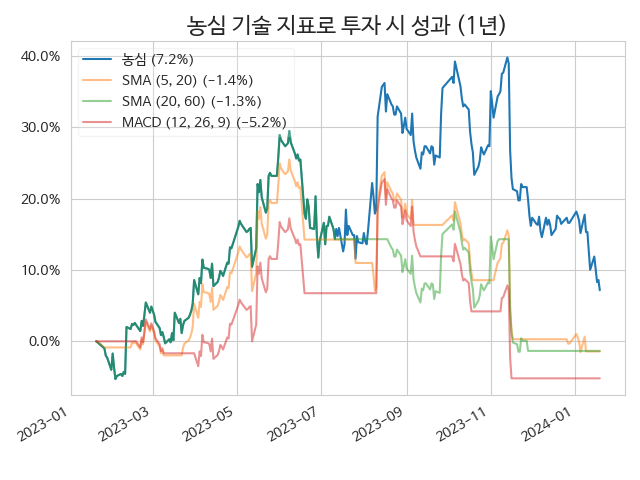 농심 기술 지표로 투자 시 성과 (1년)
농심 (7.2%)
SMA (5, 20) (−1.4%)
SMA (20, 60) (−1.3%)
MACD (12, 26, 9) (−5.2%)
40.0%
30.0%
20.0%
10.0%
0.0%
2023−01
2023−03
2023−05
2023−07
2023−09
2023−11
2024−01